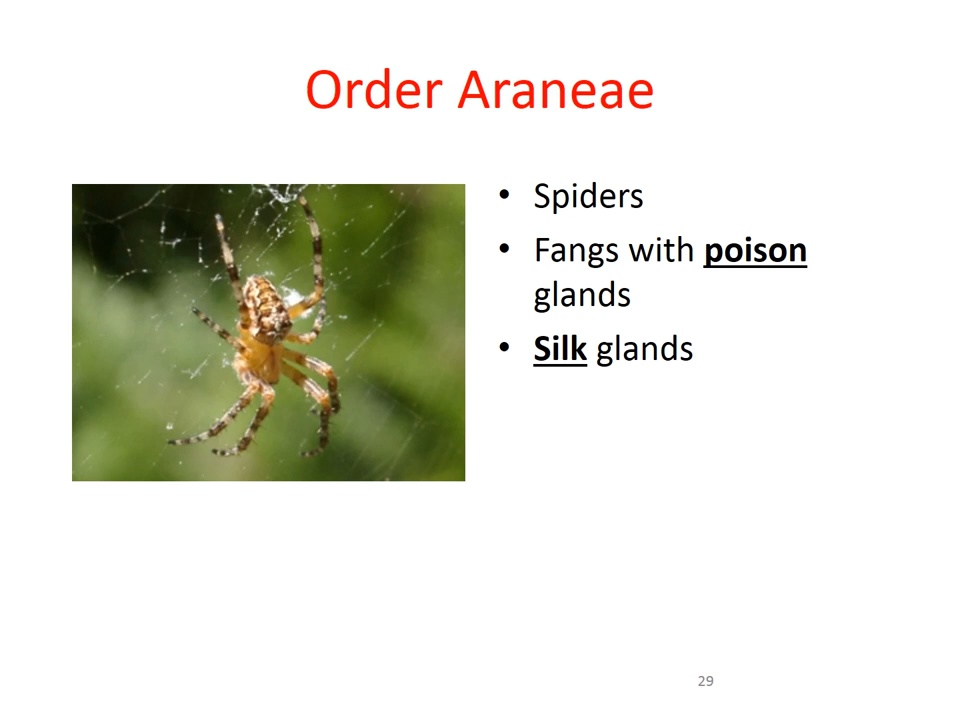 Order Araneae
• Spiders
• Fangs with poison
glands
• Silk glands
29